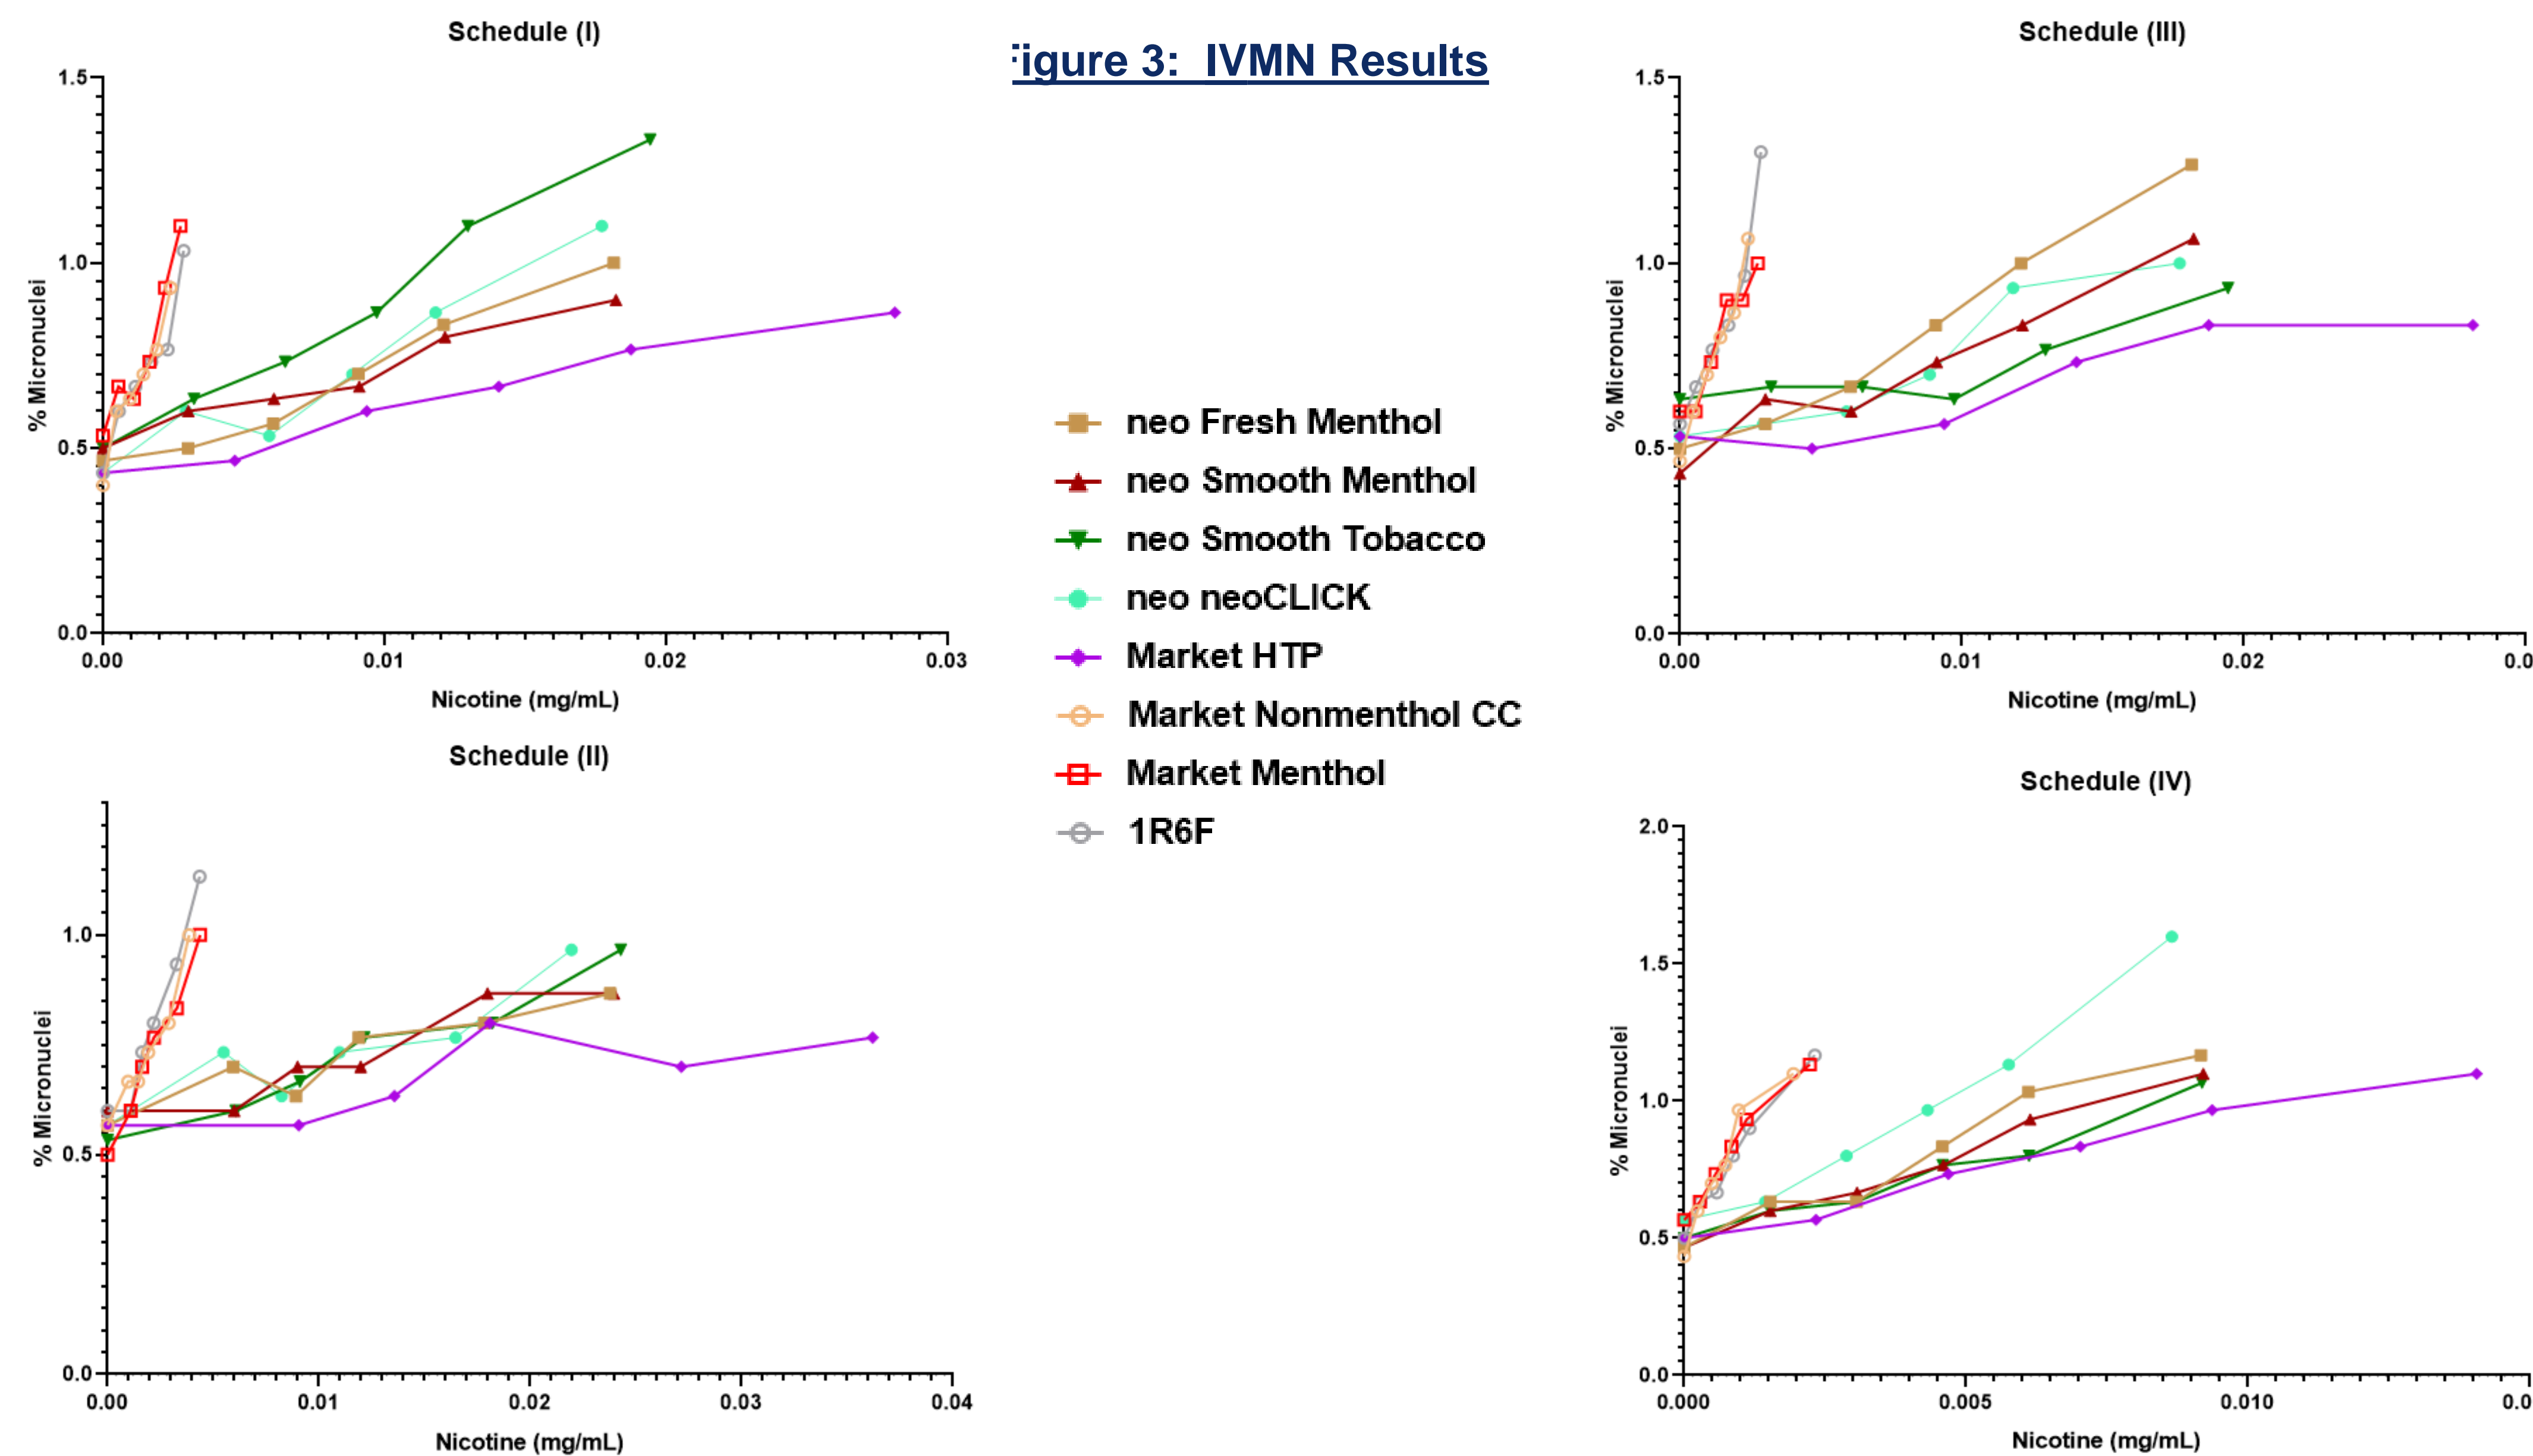 Schedule (I)
1.5
1.0
0.5
0.0
% Micronuclei
0.00 0.01 0.02 0.03
Nicotine (mg/mL)
igure 3: IVMN Results
Schedule (III)
1.5
1.0
0.5
0.0
% Micronuclei
0.00 0.01 0.02 0.0
Nicotine (mg/mL)
neo Fresh Menthol
neo Smooth Menthol
neo Smooth Tobacco
neo neoCLICK
Market HTP
Market Nonmenthol CC
Market Menthol
1R6F
Schedule (II)
1.0
0.5
0.0
% Micronuclei
0.00 0.01 0.02 0.03 0.04
Nicotine (mg/mL)
Schedule (IV)
2.0
1.5
1.0
0.5
0.0
% Micronuclei
0.000 0.005 0.010 0.0
Nicotine (mg/mL)